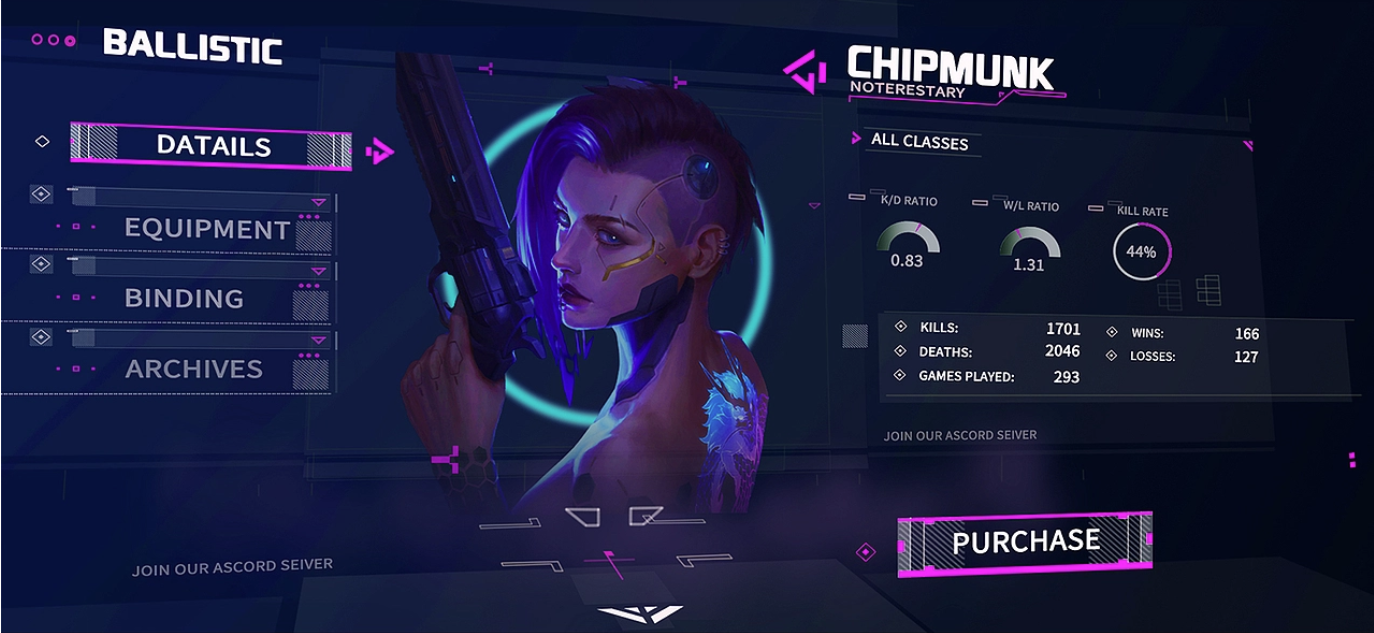 BALLISTIC
DATAILS
EQUIPMENT
BINDING
ARCHIVES
JOIN OUR ASCORD SEIVER
CHIPMUNK
NOTERESTARY
ALL CLASSES
K/D RATIO
0.83
W/L RATIO
1.31
KILL RATE
44%
KILLS: 1701
WINS: 166
DEATHS: 2046
LOSSES: 127
GAMES PLAYED: 293
JOIN OUR ASCORD SEIVER
PURCHASE